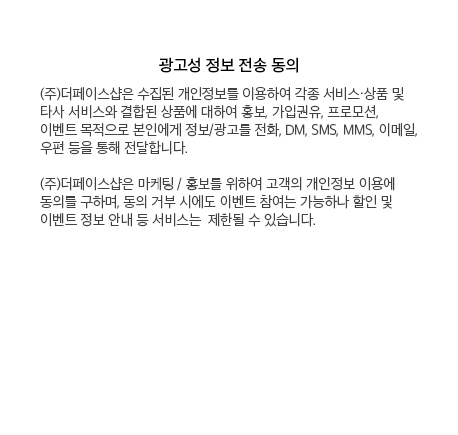 광고성 정보 전송 동의
(주)더페이스샵은 수집된 개인정보를 이용하여 각종 서비스·상품 및
타사 서비스와 결합된 상품에 대하여 홍보, 가입권유, 프로모션,
이벤트 목적으로 본인에게 정보/광고를 전화, DM, SMS, MMS, 이메일,
우편 등을 통해 전달합니다.
(주)더페이스샵은 마케팅 / 홍보를 위하여 고객의 개인정보 이용에
동의를 구하며, 동의 거부 시에도 이벤트 참여는 가능하나 할인 및
이벤트 정보 안내 등 서비스는 제한될 수 있습니다.